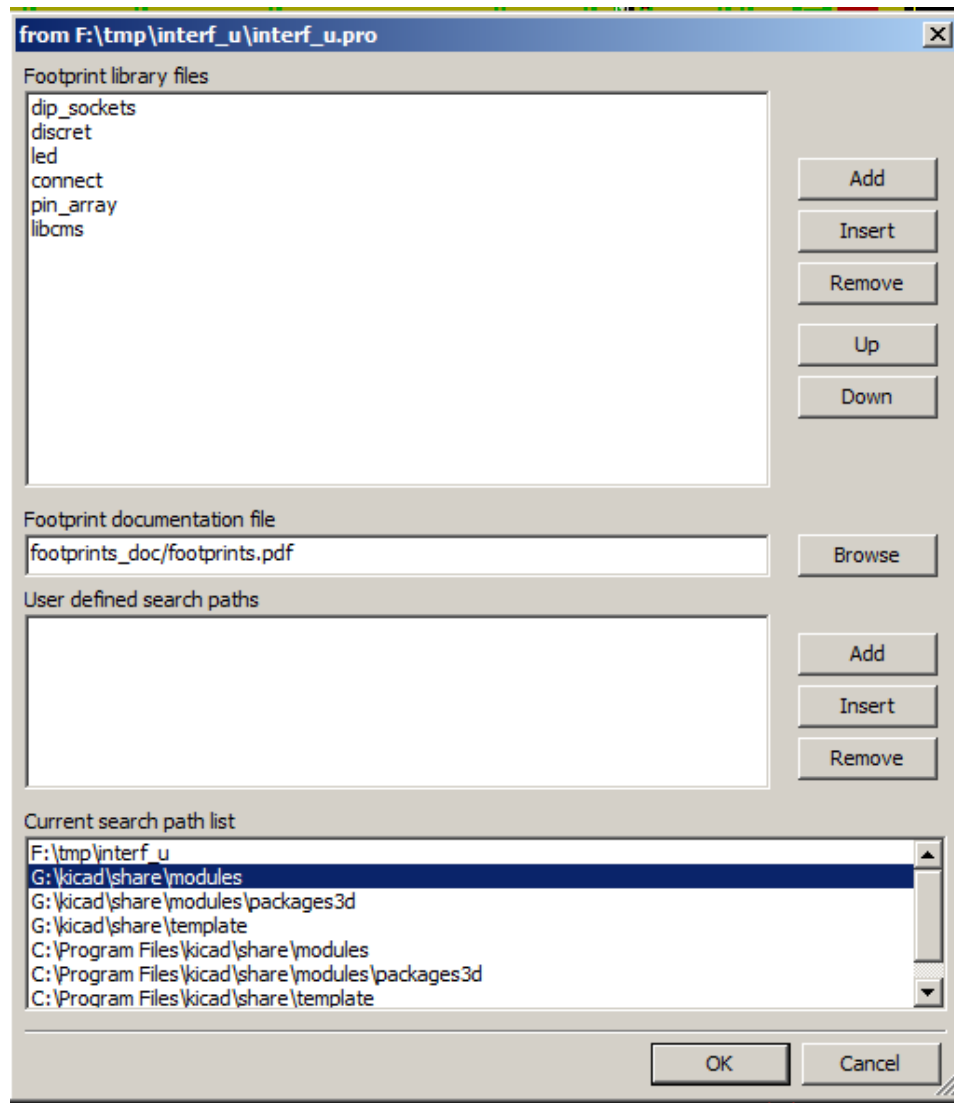 from F:\tmp\interf_u\interf_u.pro
Footprint library files
dip_sockets
discret
led
connect
pin_array
libcms
Add
Insert
Remove
Up
Down
Footprint documentation file
footprints_doc/footprints.pdf
Browse
User defined search paths
Add
Insert
Remove
Current search path list
F:\tmp\interf_u
G:\kicad\share\modules
G:\kicad\share\modules\packages3d
G:\kicad\share\template
C:\Program Files\kicad\share\modules
C:\Program Files\kicad\share\modules\packages3d
C:\Program Files\kicad\share\template
OK
Cancel